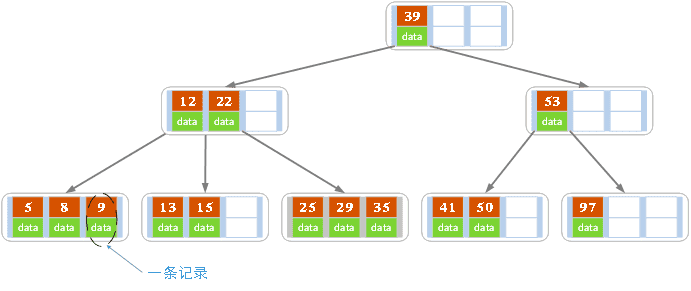 39
data
12 22
data data
53
data
5 8 9
data data data
13 15
data data
25 29 35
data data data
41 50
data data
97
data
一条记录